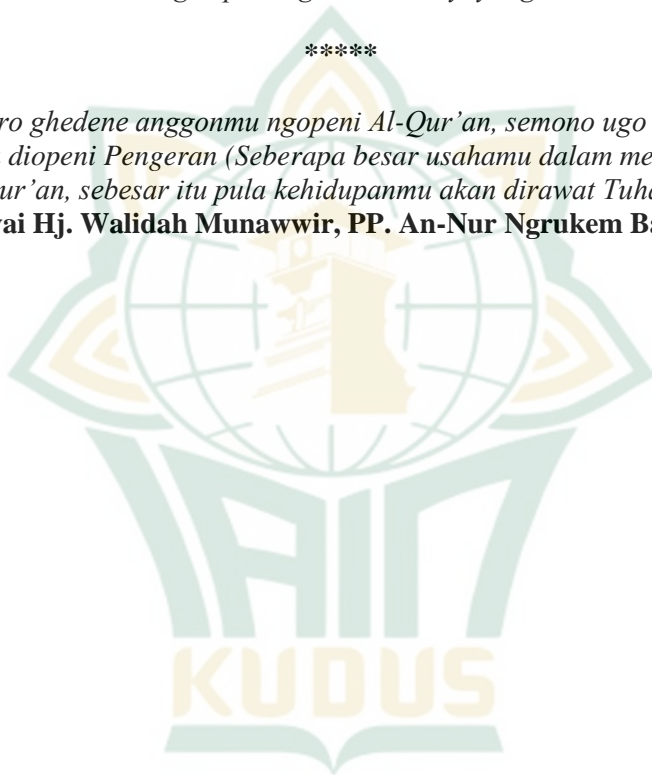 *****
ro ghedene anggonmu ngopeni Al-Qur’an, semono ugo
diopeni Pengeran (Seberapa besar usahamu dalam me
ur’an, sebesar itu pula kehidupanmu akan dirawat Tuha
ai Hj. Walidah Munawwir, PP. An-Nur Ngrukem Ba
IAIN
KUDUS